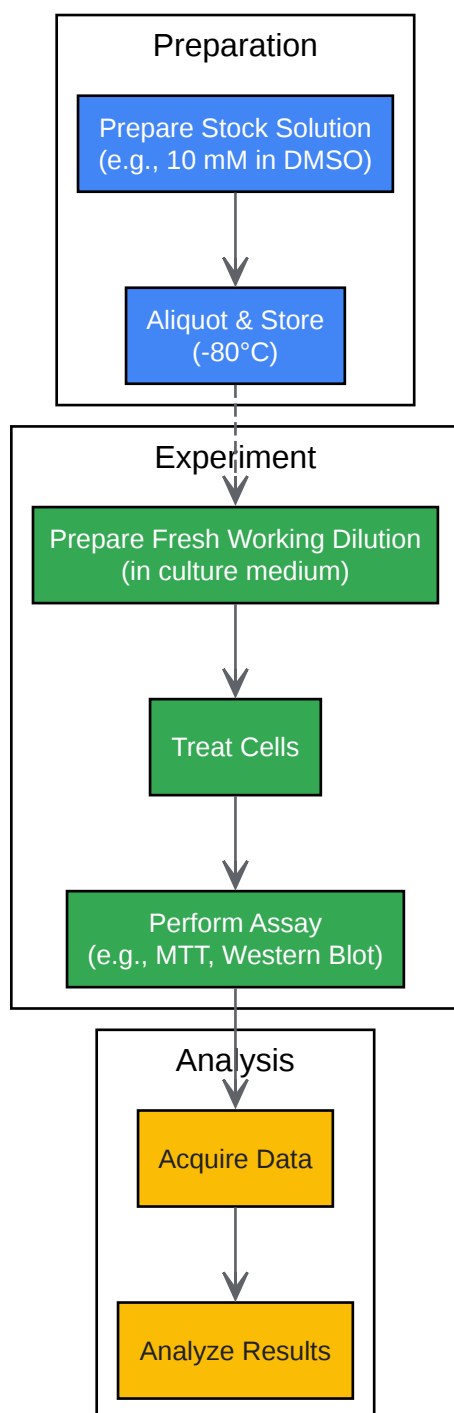 Preparation
Prepare Stock Solution
(e.g., 10 mM in DMSO)
Aliquot & Store
(-80°C)
Experiment
Prepare Fresh Working Dilution
(in culture medium)
Treat Cells
Perform Assay
(e.g., MTT, Western Blot)
Analysis
Acquire Data
Analyze Results